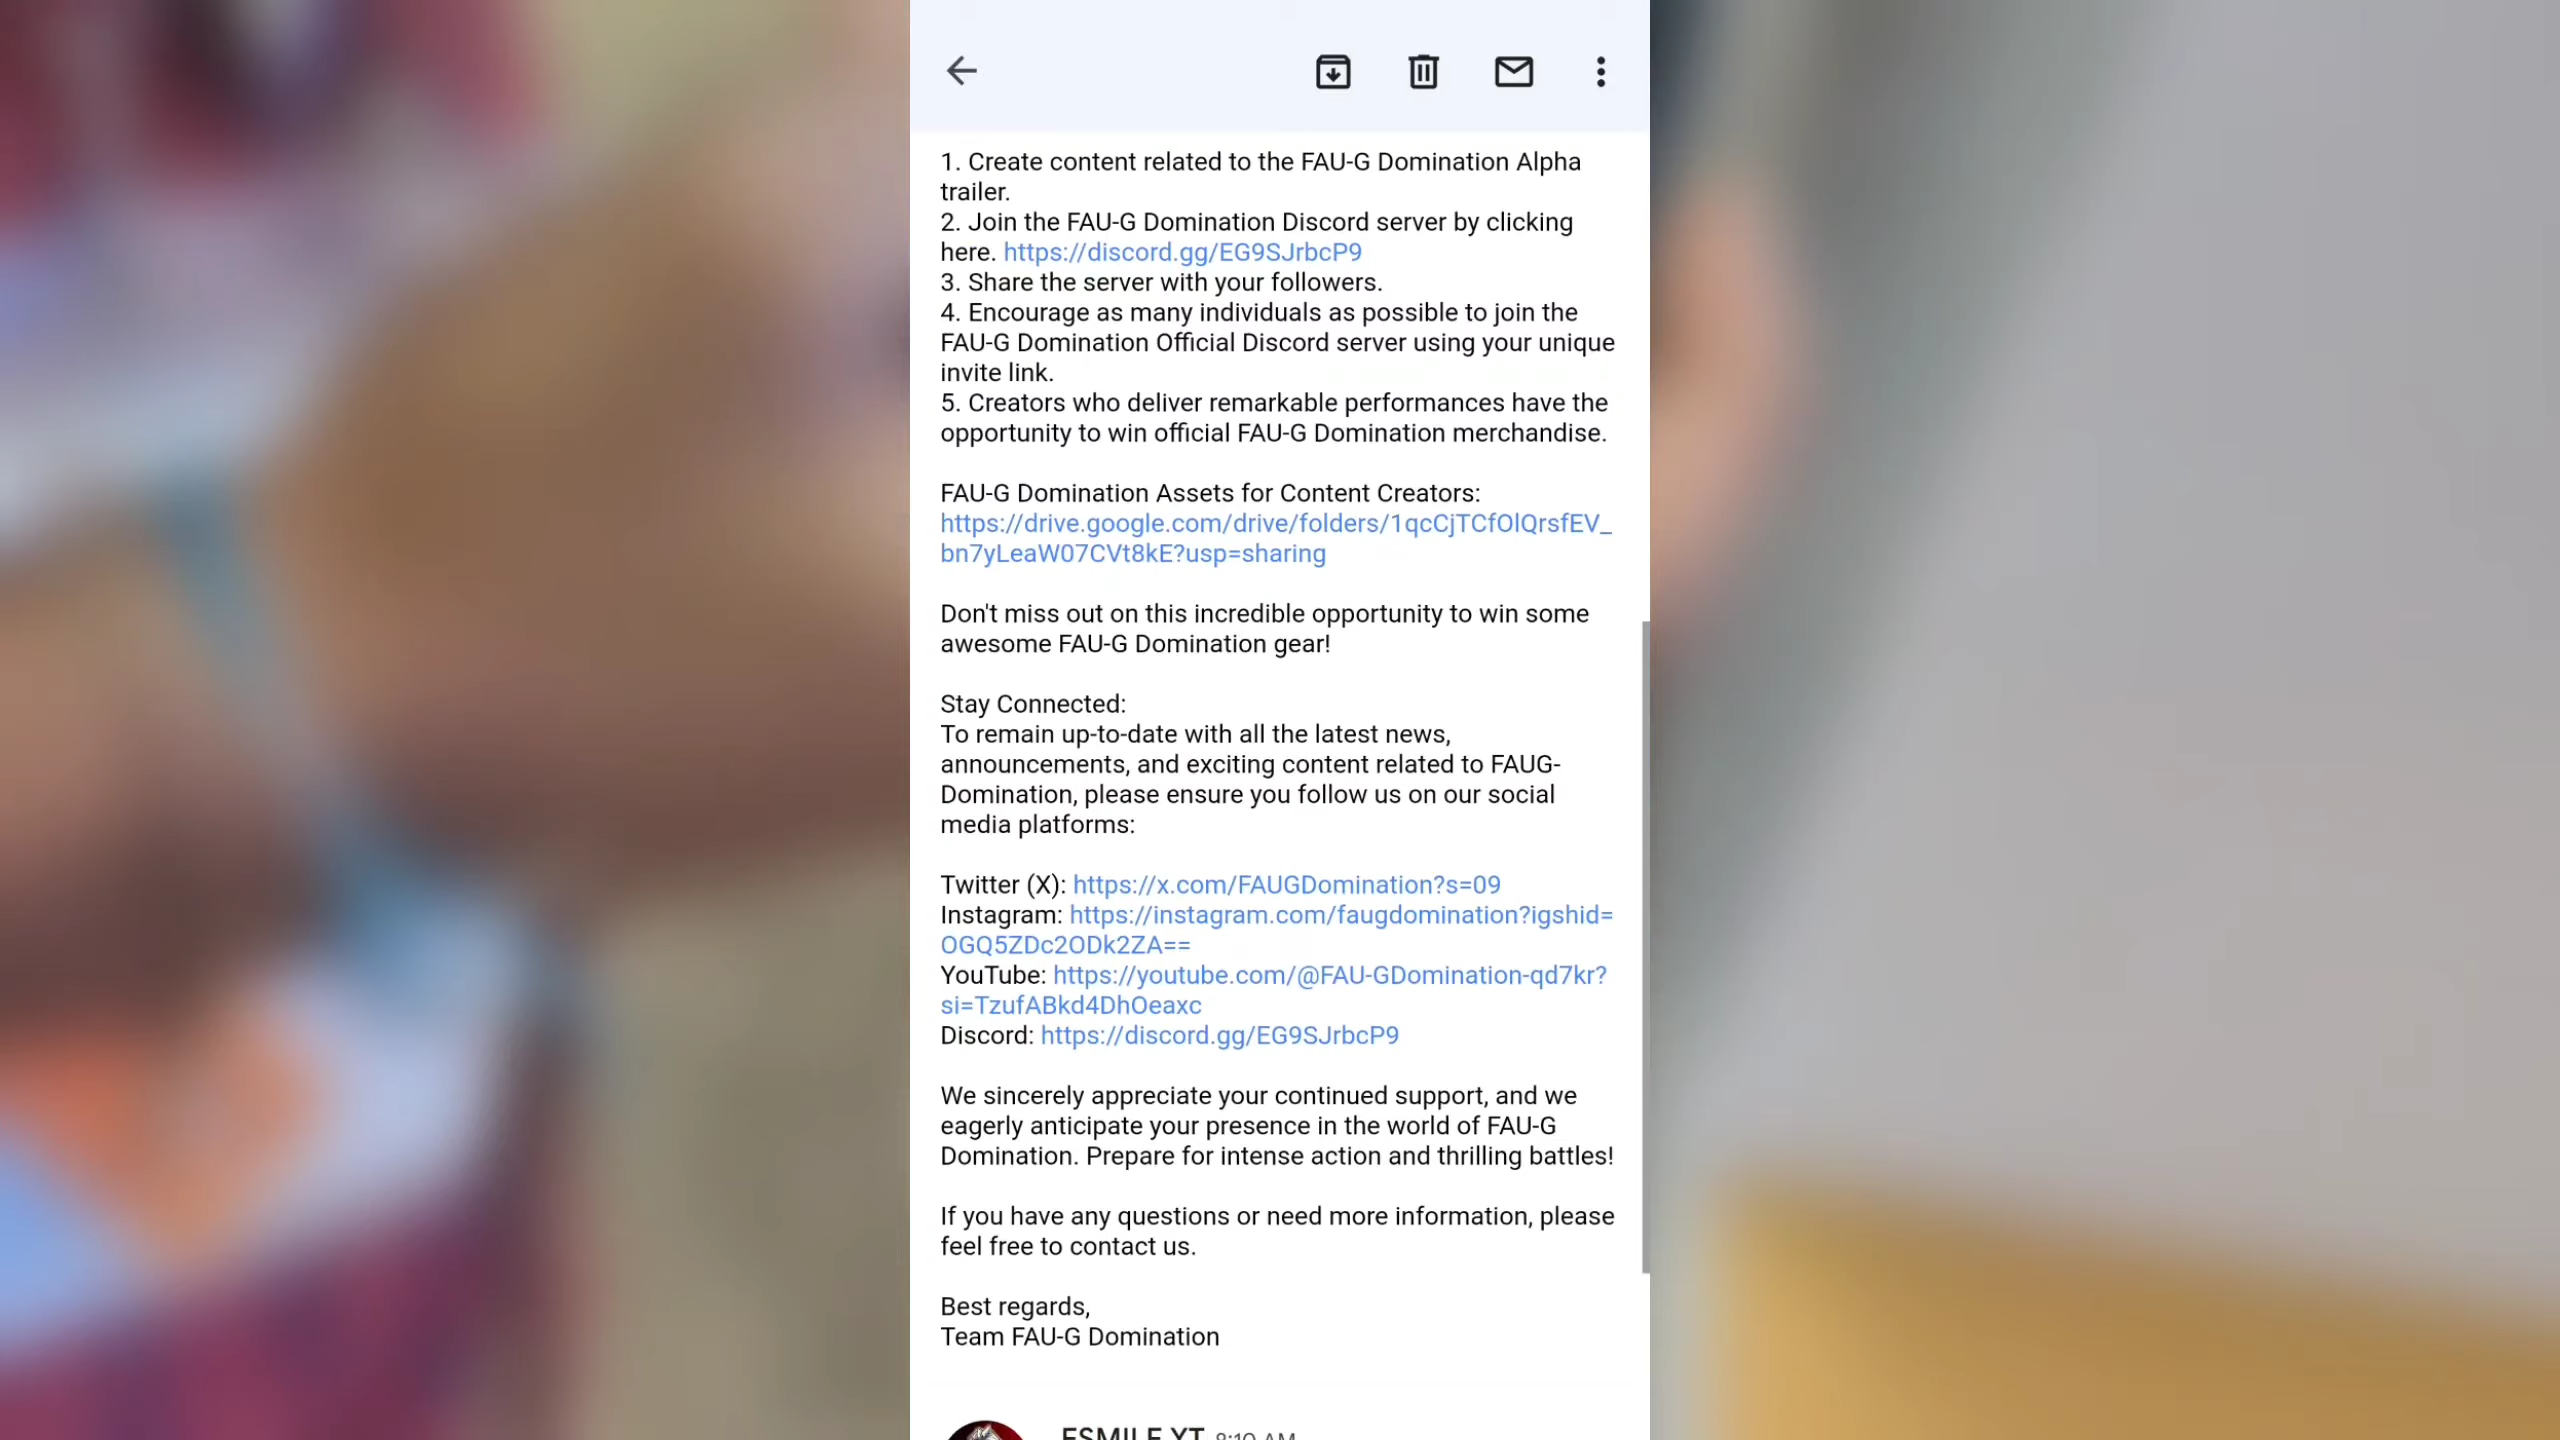 1. Create content related to the FAU-G Domination Alpha
trailer.
2. Join the FAU-G Domination Discord server by clicking
here. https://discord.gg/EG9SJrbcP9
3. Share the server with your followers.
4. Encourage as many individuals as possible to join the
FAU-G Domination Official Discord server using your unique
invite link.
5. Creators who deliver remarkable performances have the
opportunity to win official FAU-G Domination merchandise.
FAU-G Domination Assets for Content Creators:
https://drive.google.com/drive/folders/1qcCjTCfOlQrsfEV_
bn7yLeaW07CVt8kE?usp=sharing
Don't miss out on this incredible opportunity to win some
awesome FAU-G Domination gear!
Stay Connected:
To remain up-to-date with all the latest news,
announcements, and exciting content related to FAUG-
Domination, please ensure you follow us on our social
media platforms:
Twitter (X): https://x.com/FAUGDomination?s=09
Instagram: https://instagram.com/faugdomination?igshid=
OGQ5ZDc2ODk2ZA==
YouTube: https://youtube.com/@FAU-GDomination-qd7kr?
si=TzufABkd4DhOeaxc
Discord: https://discord.gg/EG9SJrbcP9
We sincerely appreciate your continued support, and we
eagerly anticipate your presence in the world of FAU-G
Domination. Prepare for intense action and thrilling battles!
If you have any questions or need more information, please
feel free to contact us.
Best regards,
Team FAU-G Domination
ESMILE YT 8:10 AM